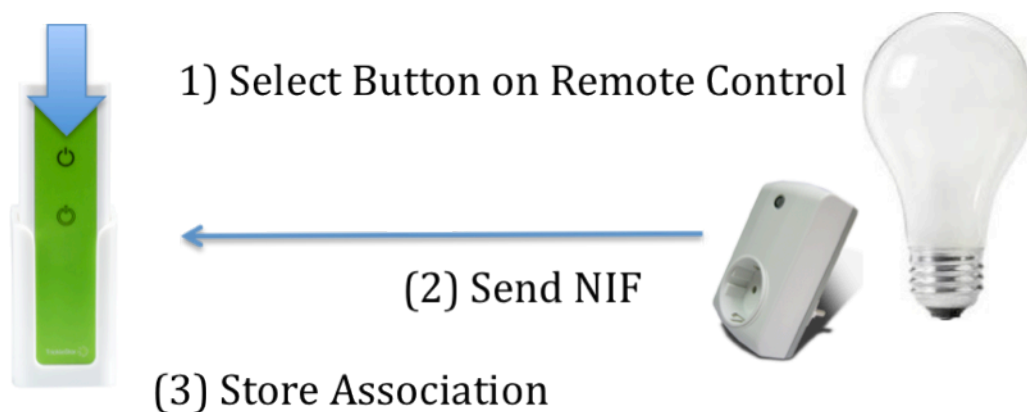 1) Select Button on Remote Control
(2) Send NIF
(3) Store Association